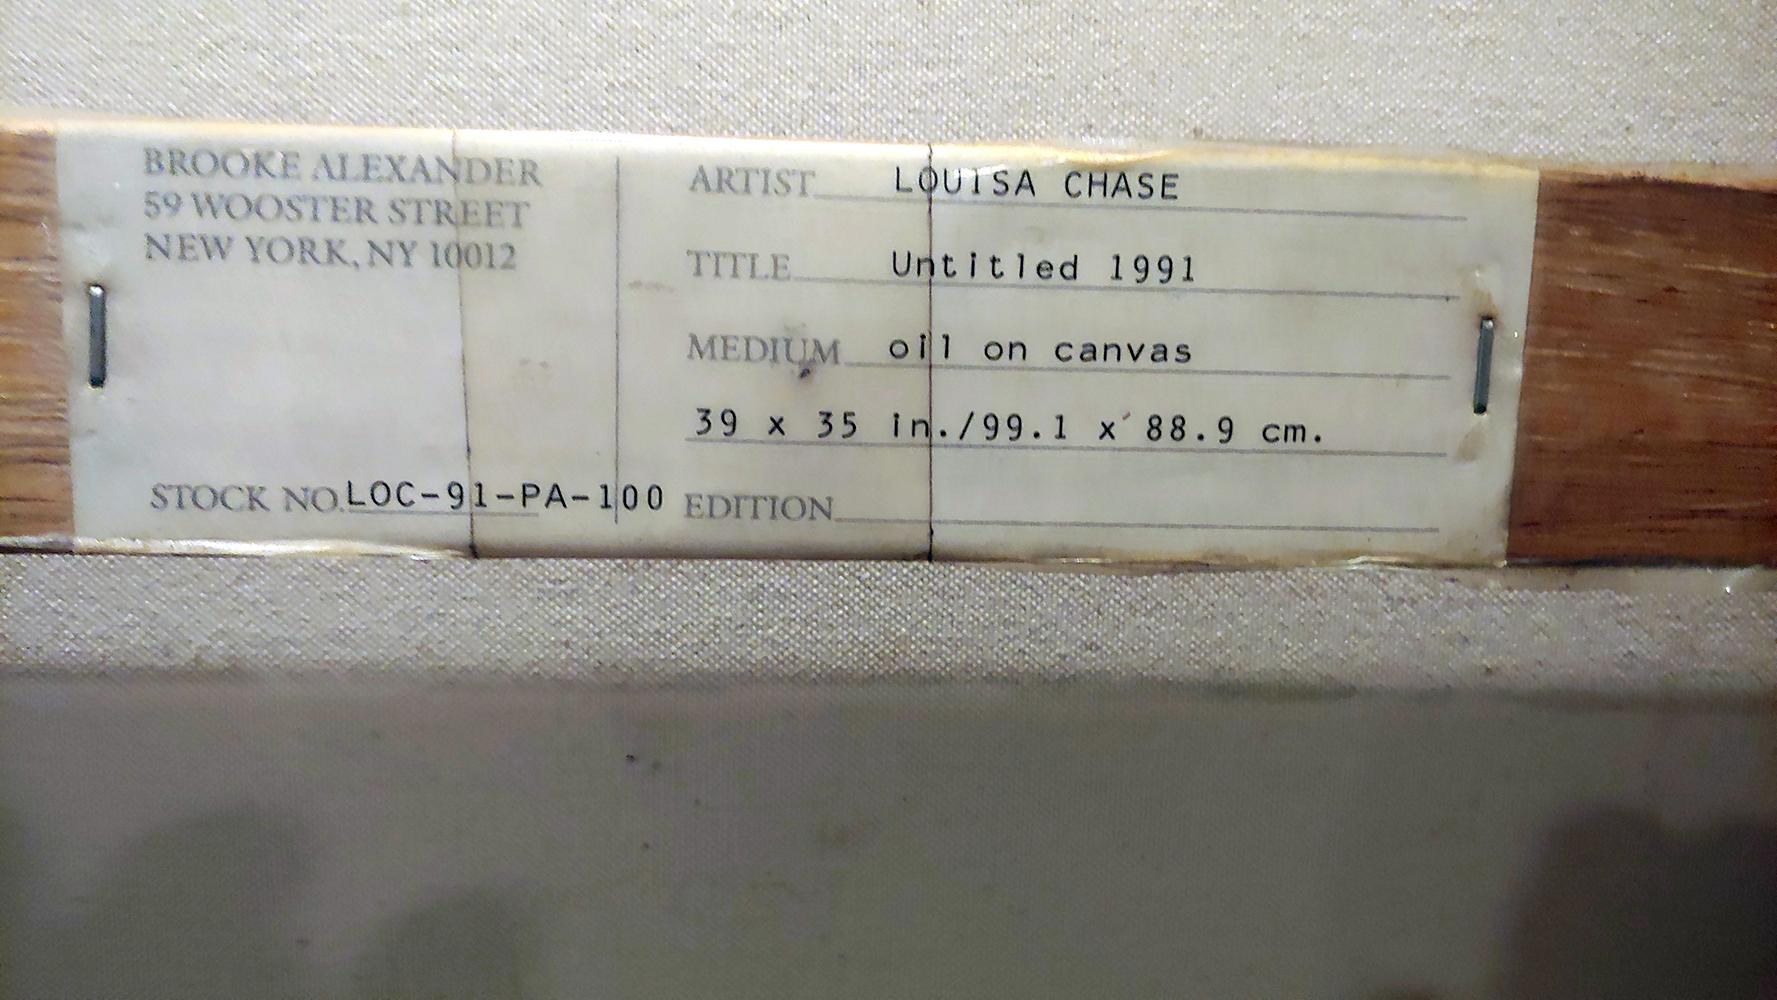 BROOKE ALEXANDER
59 WOOSTER STREET
NEW YORK, NY 10012
STOCK NO. LOC-91-PA-100
ARTIST LOUISA CHASE
TITLE Untitled 1991
MEDIUM oil on canvas
39 x 35 in./99.1 x 88.9 cm.
EDITION